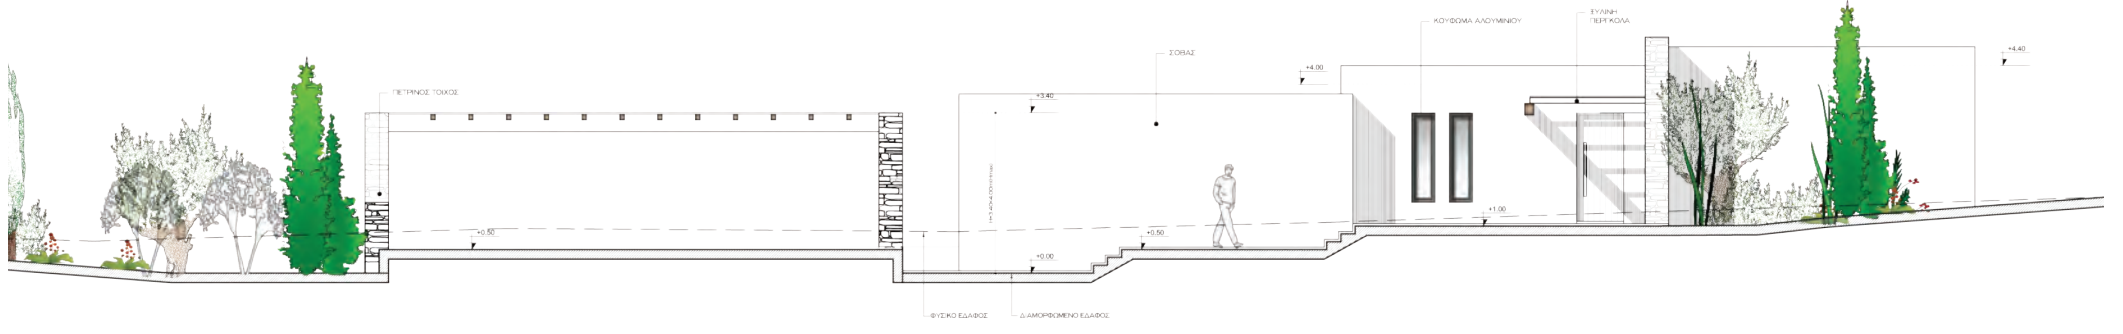 ΞΥΛΙΝΗ
ΠΕΡΓΚΟΛΑ
ΚΟΥΦΩΜΑ ΑΛΟΥΜΙΝΙΟΥ
ΣΟΒΑΣ
+4.40
+4.00
ΠΕΤΡΙΝΟΣ ΤΟΙΧΟΣ
+3.40
+1.00
+0.50
+0.50
+0.00
ΦΥΣΙΚΟ ΕΔΑΦΟΣ
ΔΙΑΜΟΡΦΩΜΕΝΟ ΕΔΑΦΟΣ